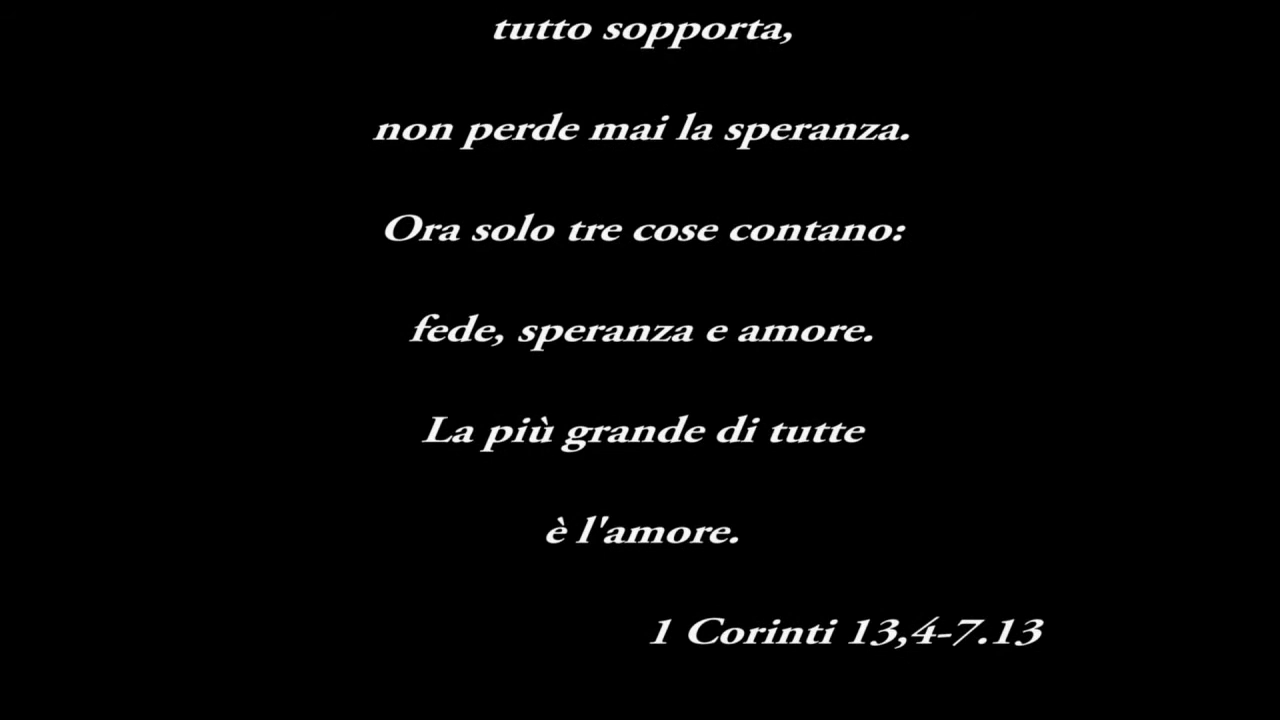 tutto sopporta,
non perde mai la speranza.
Ora solo tre cose contano:
fede, speranza e amore.
La più grande di tutte
è l'amore.
1 Corinti 13,4-7.13